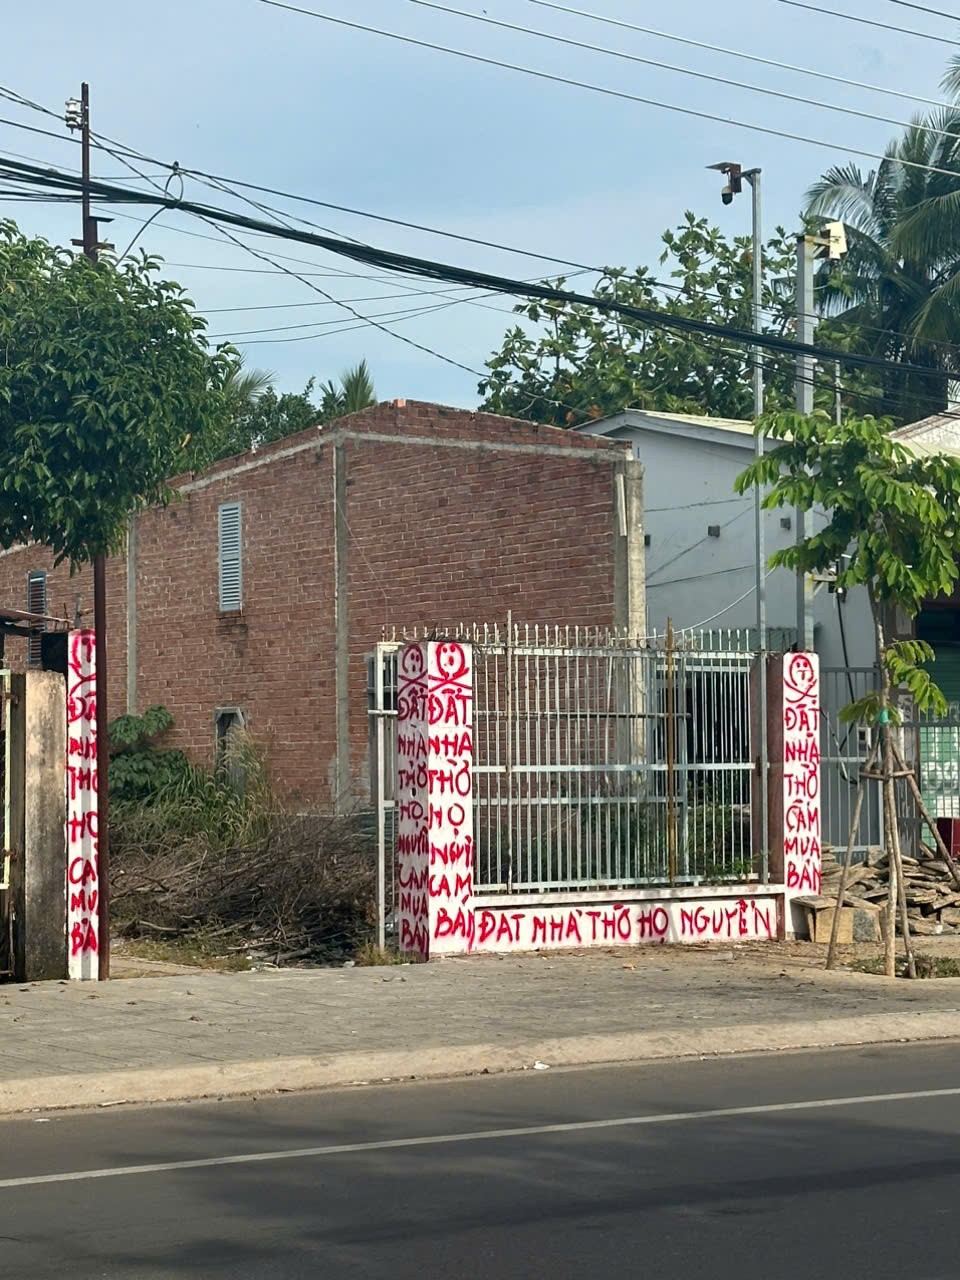 ĐẤT
NHÀ
THỜ
HỌ
CẤM
MUA
BÁN
ĐẤT
NHÀ
THỜ
HỌ
NGUYỄN
CẤM
MUA
BÁN
ĐẤT
NHÀ
THỜ
HỌ
CẤM
BÁN
ĐẤT NHÀ THỜ HỌ NGUYỄN
ĐẤT
NHÀ
THỜ
CẤM
MUA
BÁN